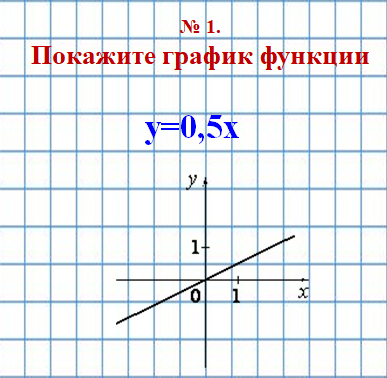 № 1.
Покажите график функции
y=0,5x
y
1
0 1 x